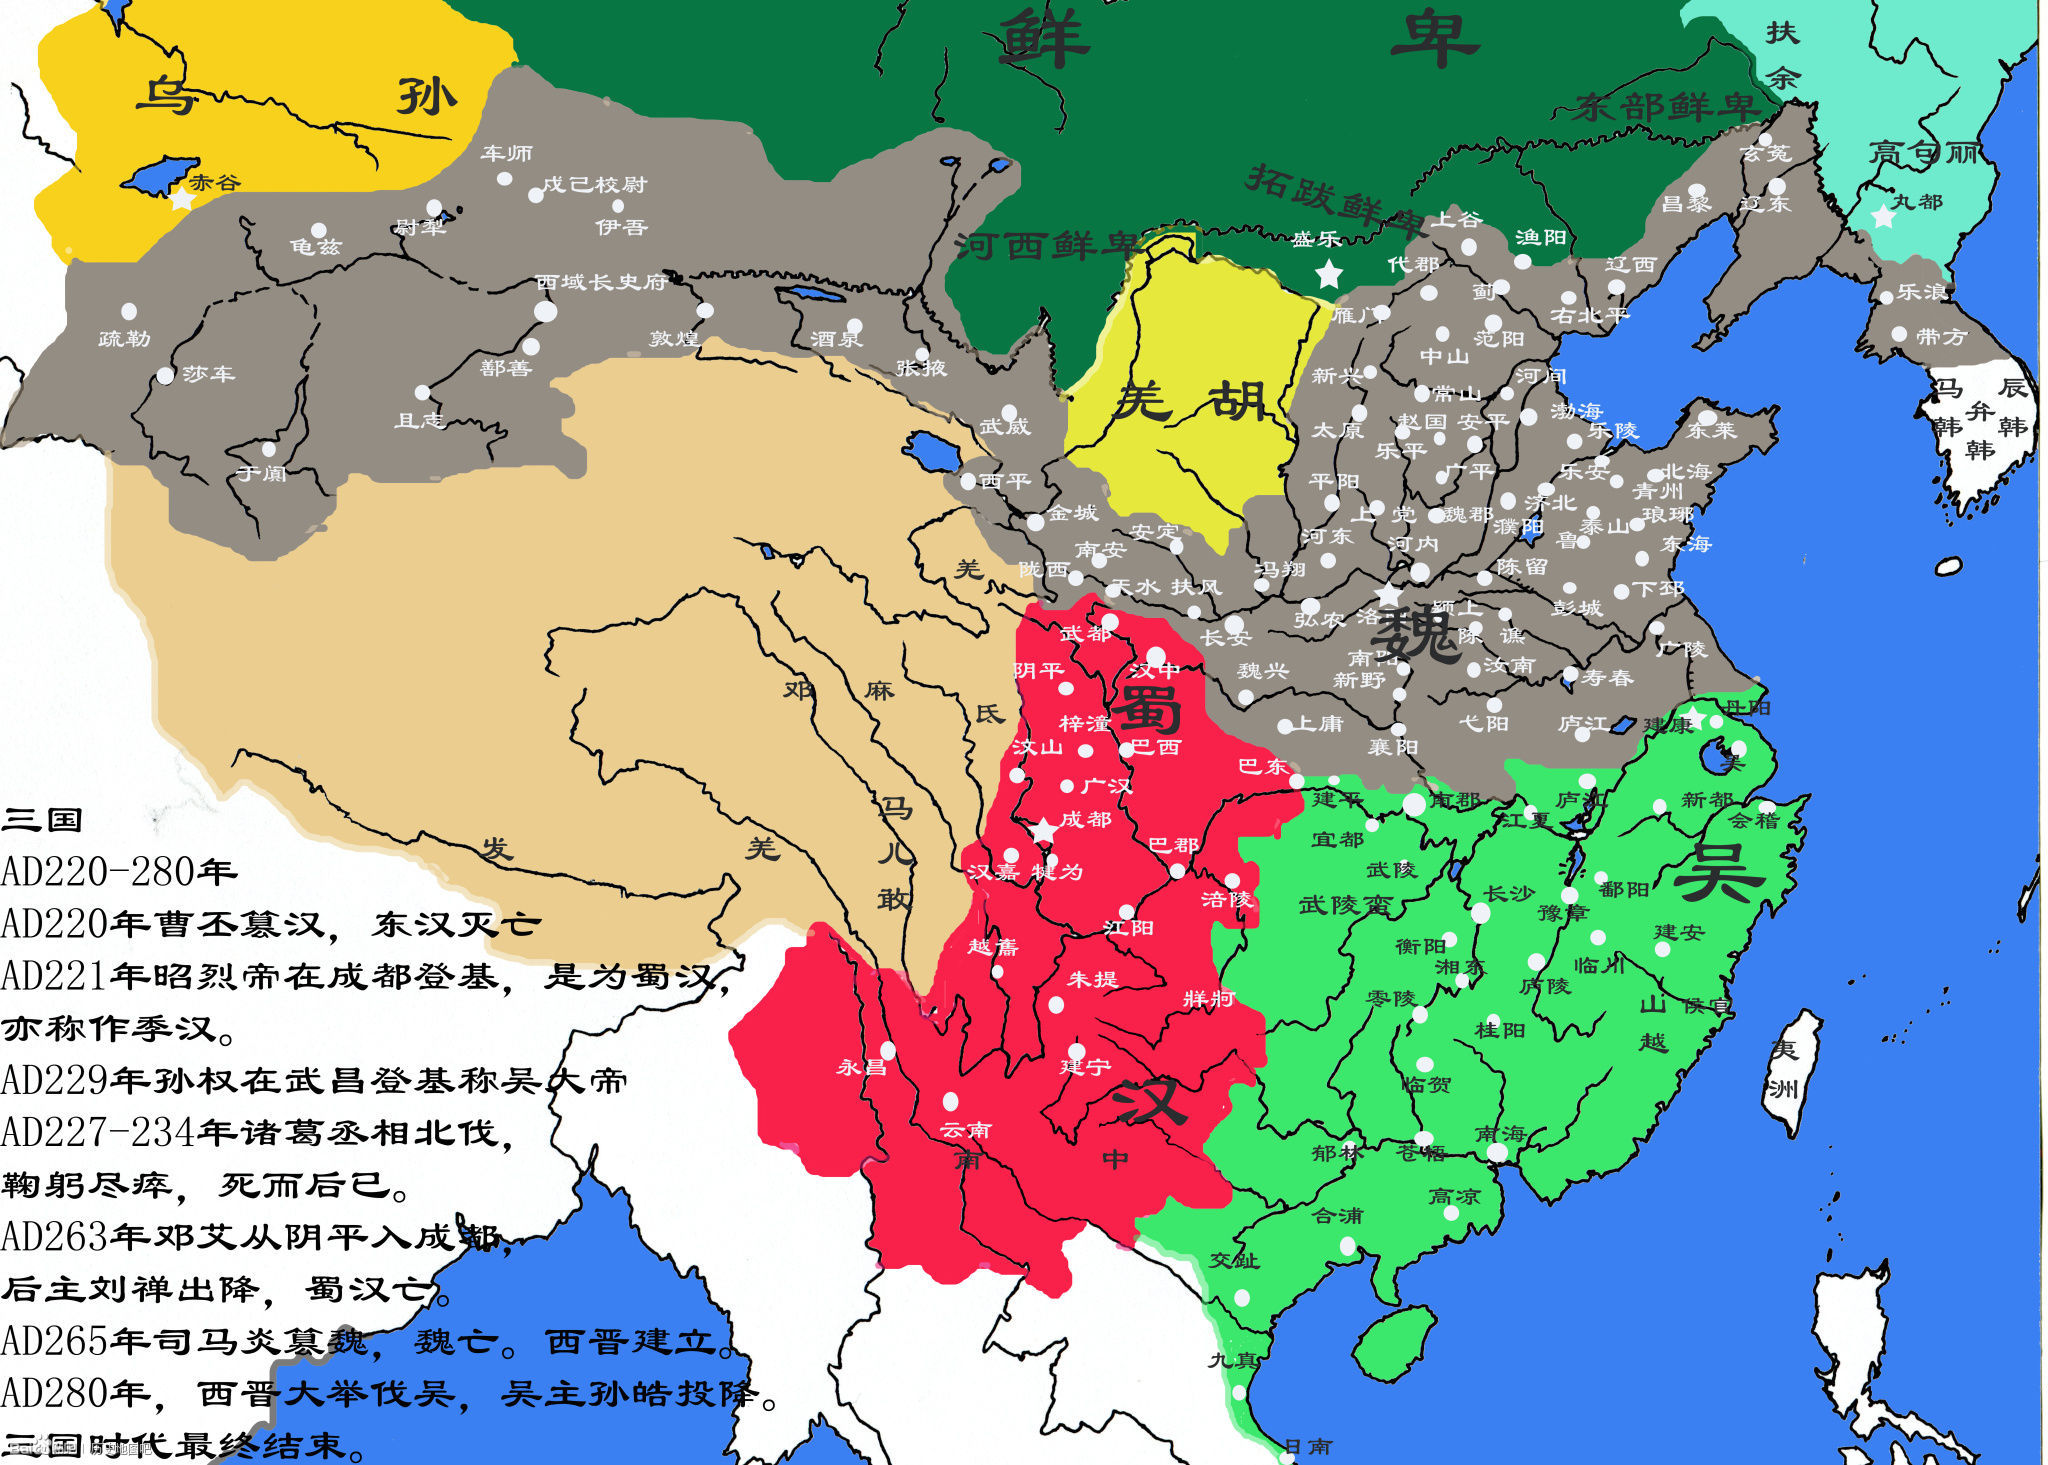 鲜 卑
乌 孙
赤谷
扶余
东部鲜卑
高句丽
丸都
玄菟
昌黎
辽东
拓跋鲜卑
河西鲜卑
盛乐
车师
戊己校尉
伊吾
尉犁
龟兹
西域长史府
疏勒
莎车
鄯善
且志
于阗
敦煌
酒泉
张掖
武威
西平
金城
安定
南安
陇西
天水
扶风
冯翔
羌 胡
上谷
渔阳
代郡
蓟
辽西
雁门
右北平
范阳
中山
乐浪
带方
马韩
辰韩
弁韩
新兴
常山
河间
太原
赵国
安平
渤海
乐陵
东莱
乐平
广平
乐安
北海
平阳
青州
上党
魏郡
济北
濮阳
泰山
琅琊
河东
河内
鲁
东海
陈留
下邳
彭城
弘农
颍上
陈
谯
魏
长安
南阳
汝南
寿春
广陵
魏兴
新野
上庸
弋阳
庐江
襄阳
羌
邓
麻
氐
马儿敢
发 羌
武都
汉中
阴平
蜀
梓潼
汶山
巴西
广汉
巴东
成都
巴郡
汉嘉
犍为
涪陵
江阳
越巂
朱提
牂牁
永昌
建宁
汉
云南
南 中
丹阳
建康
吴
建平
南郡
庐江
新都
会稽
江夏
宜都
武陵
吴
武陵蛮
长沙
鄱阳
豫章
衡阳
建安
湘东
临川
庐陵
零陵
山越
侯官
桂阳
临贺
夷洲
南海
郁林
苍梧
高凉
合浦
交趾
九真
日南
三国
AD220-280年
AD220年曹丕篡汉，东汉灭亡
AD221年昭烈帝在成都登基，是为蜀汉，
亦称作季汉。
AD229年孙权在武昌登基称吴大帝
AD227-234年诸葛丞相北伐，
鞠躬尽瘁，死而后已。
AD263年邓艾从阴平入成都，
后主刘禅出降，蜀汉亡。
AD265年司马炎篡魏，魏亡。西晋建立。
AD280年，西晋大举伐吴，吴主孙皓投降。
三国时代最终结束。